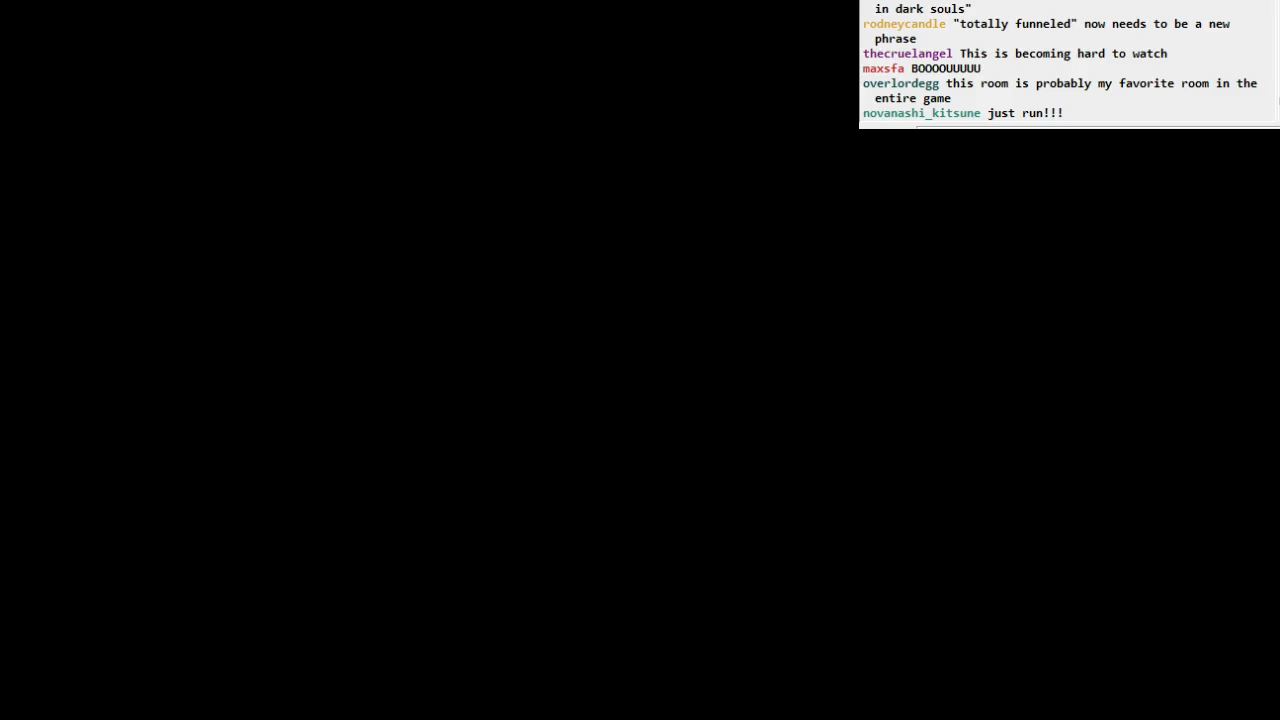 in dark souls"
rodneycandle "totally funneled" now needs to be a new
phrase
thecruelangel This is becoming hard to watch
maxsfa BOOOOUUUUU
overlordegg this room is probably my favorite room in the
entire game
novanashi_kitsune just run!!!